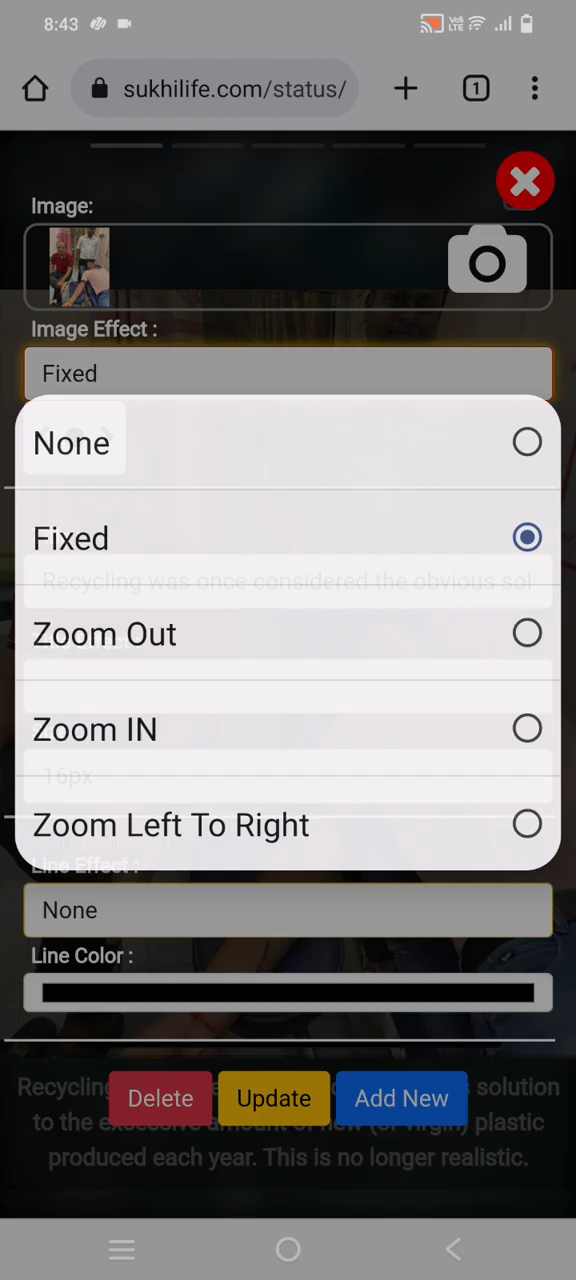 8:43
Vol) LTE
sukhilife.com/status/
1
Image:
Image Effect :
Fixed
None
Fixed
Recycling was once considered the obvious sol
Zoom Out
Zoom IN
16px
Zoom Left To Right
Line Effect :
None
Line Color :
Delete
Update
Add New
Recycling solution
to the excessive amount of new (or virgin) plastic
produced each year. This is no longer realistic.